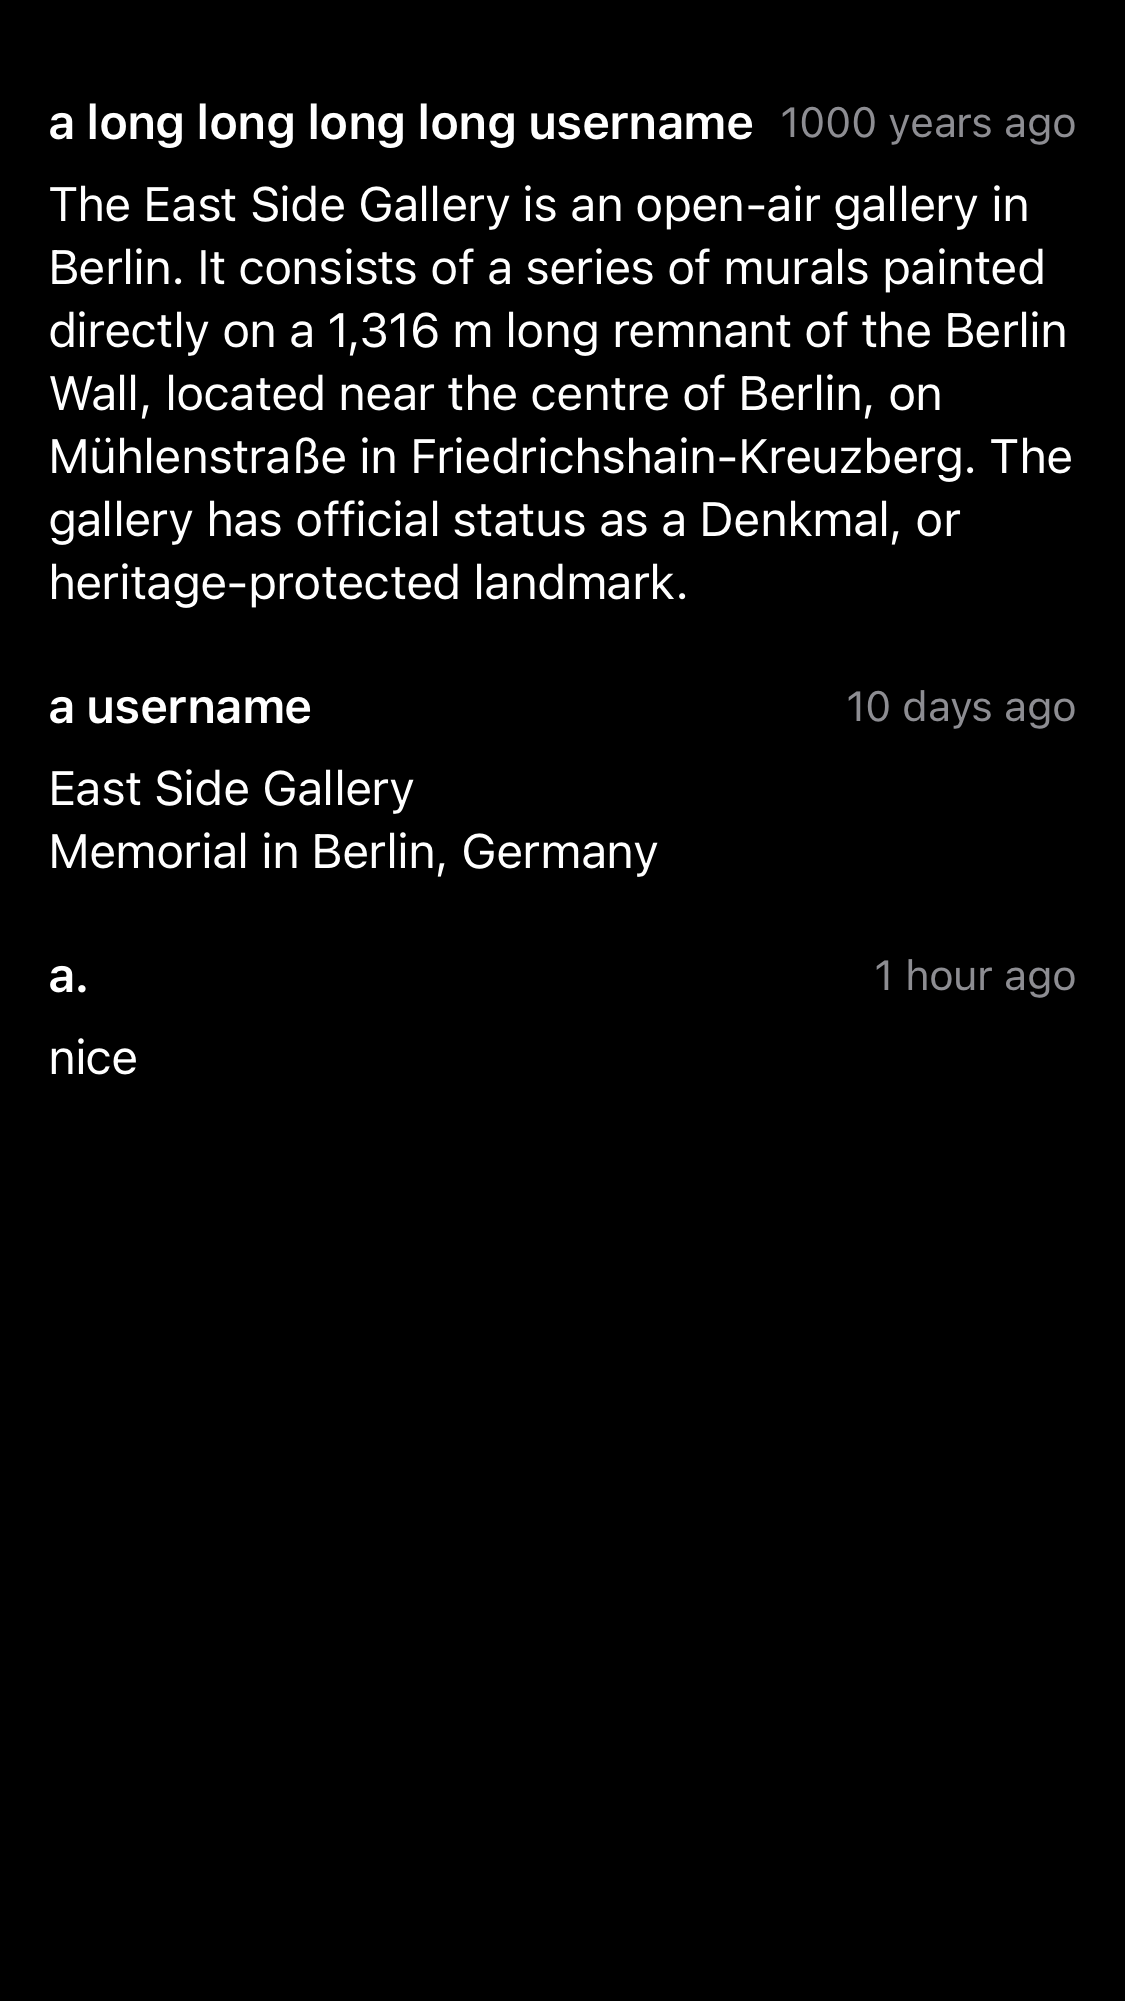 a long long long long username 1000 years ago
The East Side Gallery is an open-air gallery in
Berlin. It consists of a series of murals painted
directly on a 1,316 m long remnant of the Berlin
Wall, located near the centre of Berlin, on
Mühlenstraße in Friedrichshain-Kreuzberg. The
gallery has official status as a Denkmal, or
heritage-protected landmark.
a username 10 days ago
East Side Gallery
Memorial in Berlin, Germany
a. 1 hour ago
nice